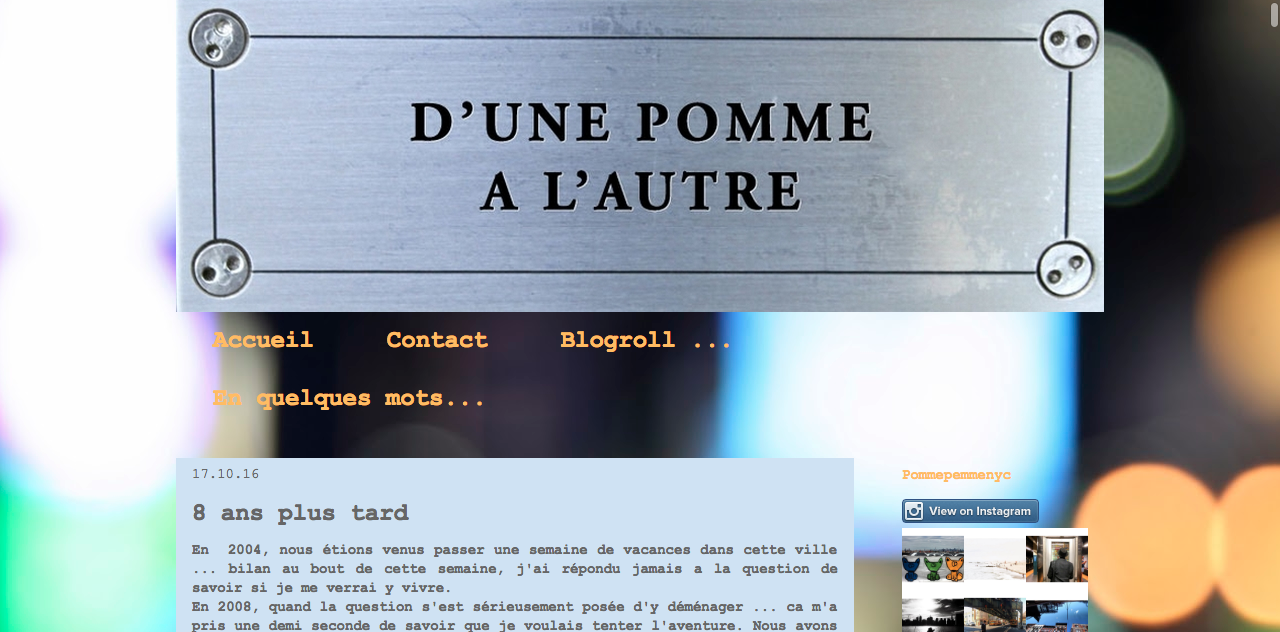 D'UNE POMME
A L'AUTRE
Accueil Contact Blogroll ...
En quelques mots...
17.10.16
8 ans plus tard
En 2004, nous étions venus passer une semaine de vacances dans cette ville
... bilan au bout de cette semaine, j'ai répondu jamais a la question de
savoir si je me verrai y vivre.
En 2008, quand la question s'est sérieusement posée d'y déménager ... ca m'a
pris une demi seconde de savoir que je voulais tenter l'aventure. Nous avons
Pommepemmenyc
View on Instagram